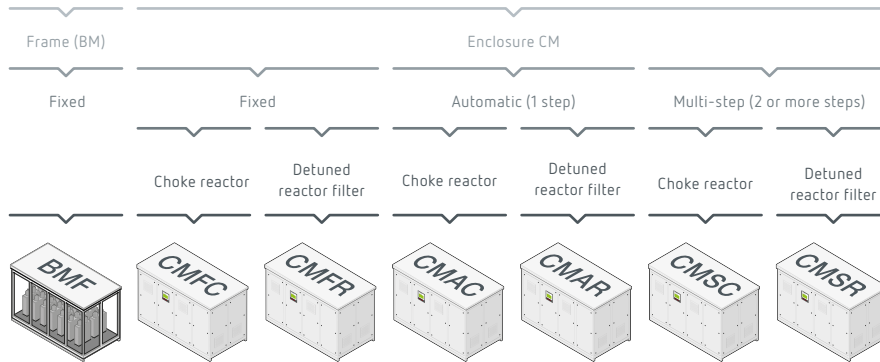 Frame (BM)
Enclosure CM
Fixed
Fixed
Automatic (1 step)
Multi-step (2 or more steps)
Choke reactor
Detuned
reactor filter
Choke reactor
Detuned
reactor filter
Choke reactor
Detuned
reactor filter
BMF
CMFC
CMFR
CMAC
CMAR
CMSC
CMSR